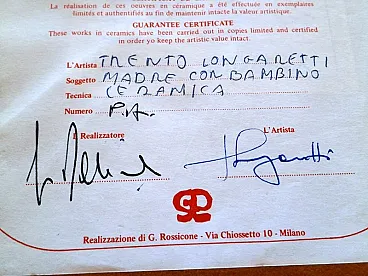 La réalisation de ces oeuvres en céramique a été effectué en exemplaires
limités et authentifiés au fin de maintenir intacte la valeur artistique.
GUARANTEE CERTIFICATE
These works in ceramics have been carried out in copies limited and certified
in order yo keep the artistic value intact.
L'Artista TRENTO LONGARETTI
Soggetto MADRE CON BAMBINO
Tecnica CERAMICA
Numero P.A.
Il Realizzatore L'Artista
Longaretti
Realizzazione di G. Rossicone - Via Chiossetto 10 - Milano